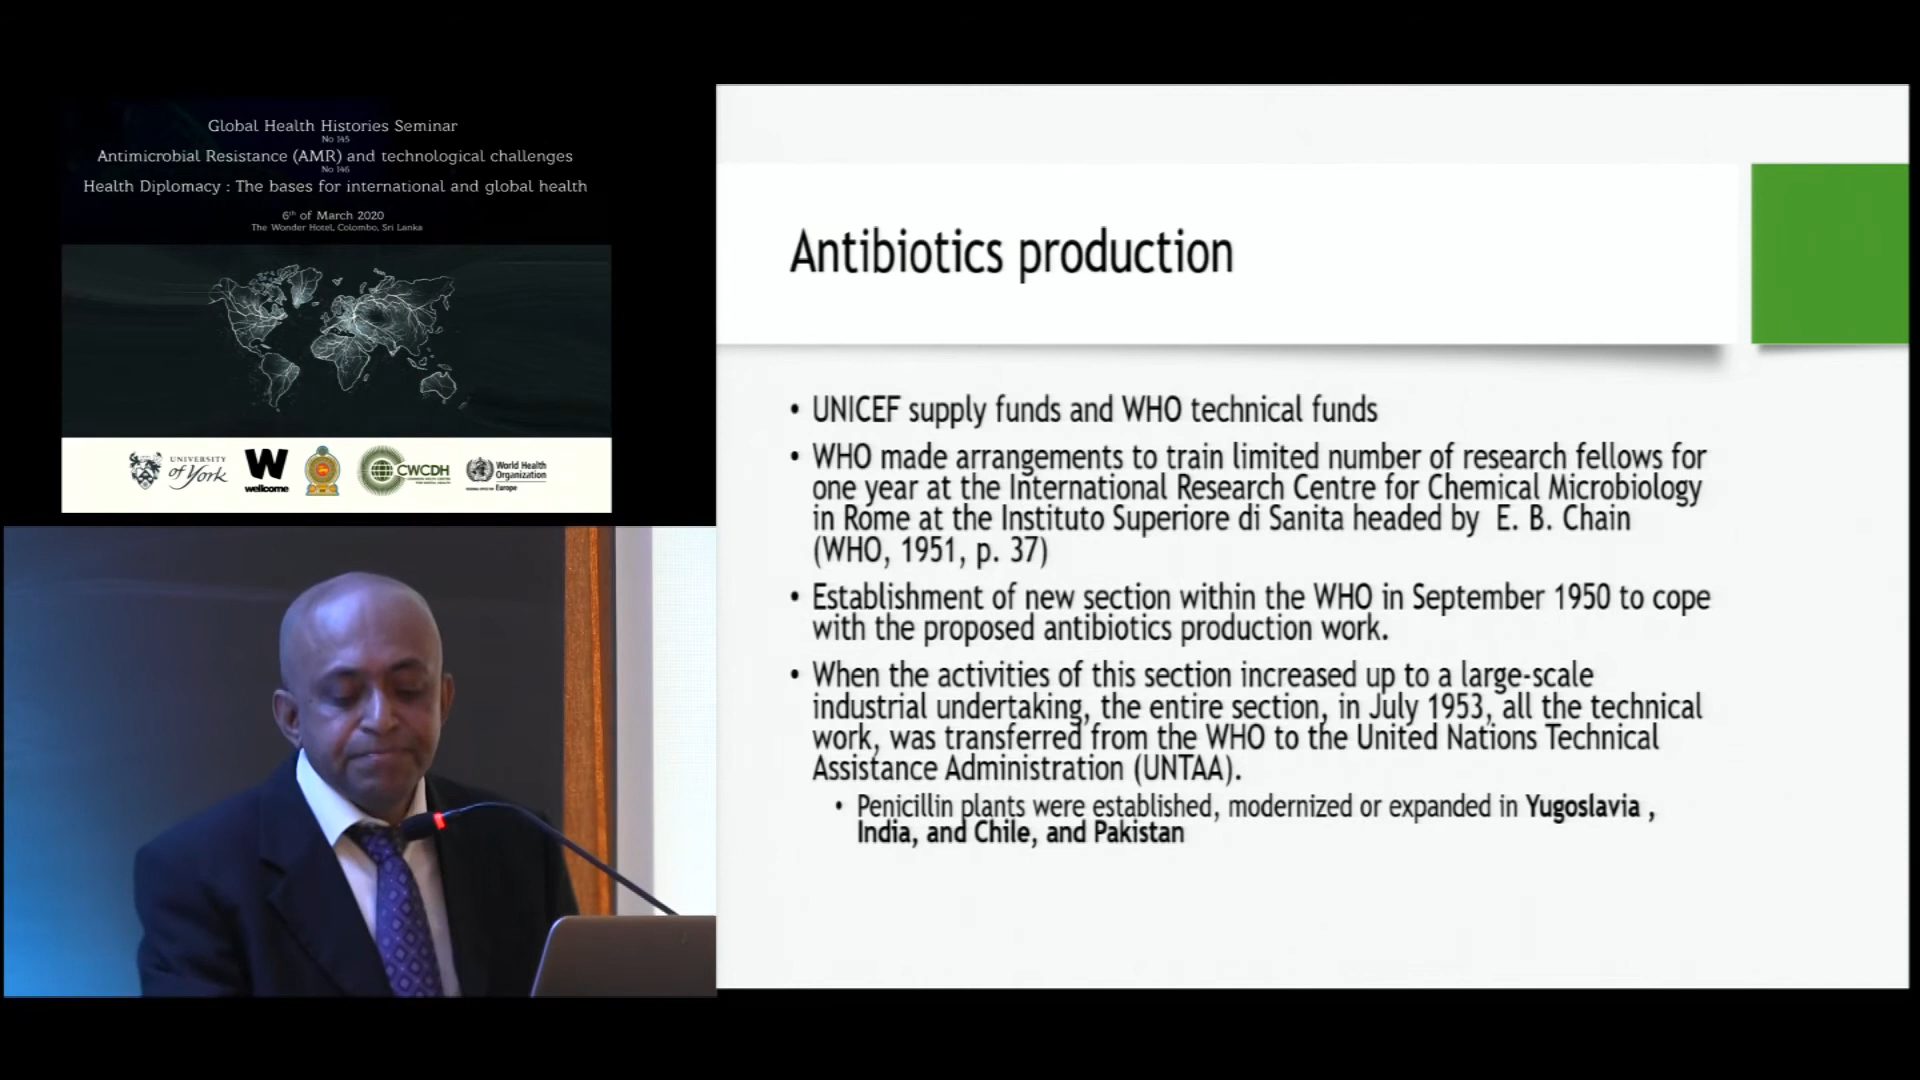 Global Health Histories Seminar
No 145
Antimicrobial Resistance (AMR) and technological challenges
No 146
Health Diplomacy : The bases for international and global health
6th of March 2020
The Wonder Hotel, Colombo, Sri Lanka
UNIVERSITY
of York
W
wellcome
CWCDH
World Health
Organization
Europe
Antibiotics production
• UNICEF supply funds and WHO technical funds
• WHO made arrangements to train limited number of research fellows for
one year at the International Research Centre for Chemical Microbiology
in Rome at the Instituto Superiore di Sanita headed by E. B. Chain
(WHO, 1951, p. 37)
• Establishment of new section within the WHO in September 1950 to cope
with the proposed antibiotics production work.
• When the activities of this section increased up to a large-scale
industrial undertaking, the entire section, in July 1953, all the technical
work, was transferred from the WHO to the United Nations Technical
Assistance Administration (UNTAA).
• Penicillin plants were established, modernized or expanded in Yugoslavia ,
India, and Chile, and Pakistan